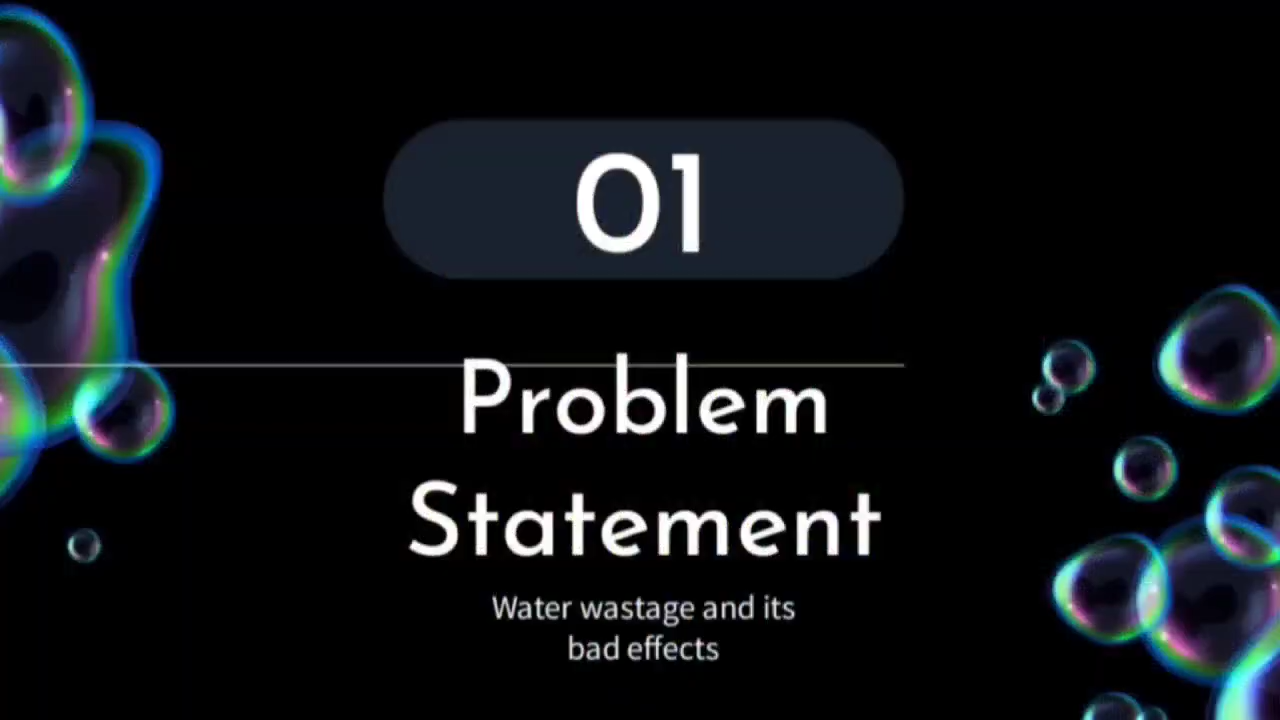 01
Problem
Statement
Water wastage and its
bad effects